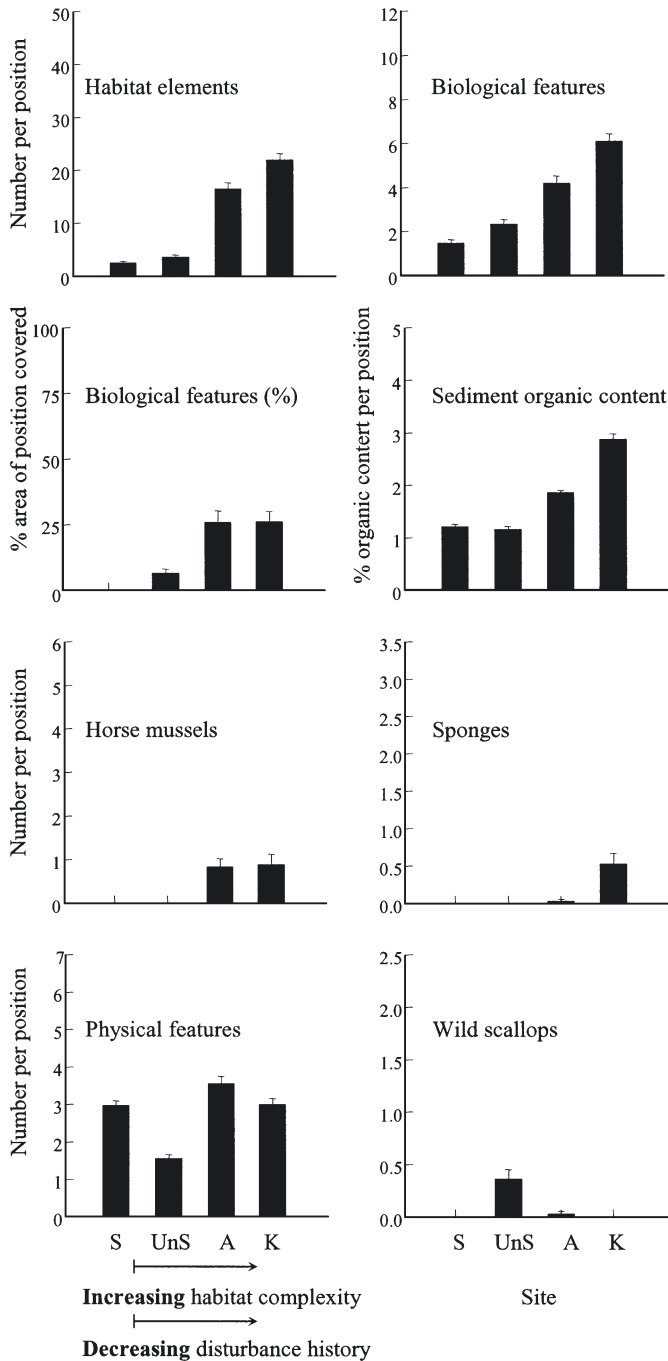 Number per position
50
40
30
20
10
0
Habitat elements
12
10
8
6
4
2
0
Biological features
% area of position covered
100
75
50
25
0
Biological features (%)
% organic contert per position
5
4
3
2
1
0
Sediment organic content
Number per position
6
5
4
3
2
1
0
Horse mussels
3.5
3.0
2.5
2.0
1.5
1.0
0.5
0.0
Sponges
Number per position
7
6
5
4
3
2
1
0
Physical features
S UnS A K
2.5
2.0
1.5
1.0
0.5
0.0
Wild scallops
S UnS A K
Increasing habitat complexity
Site
Decreasing disturbance history